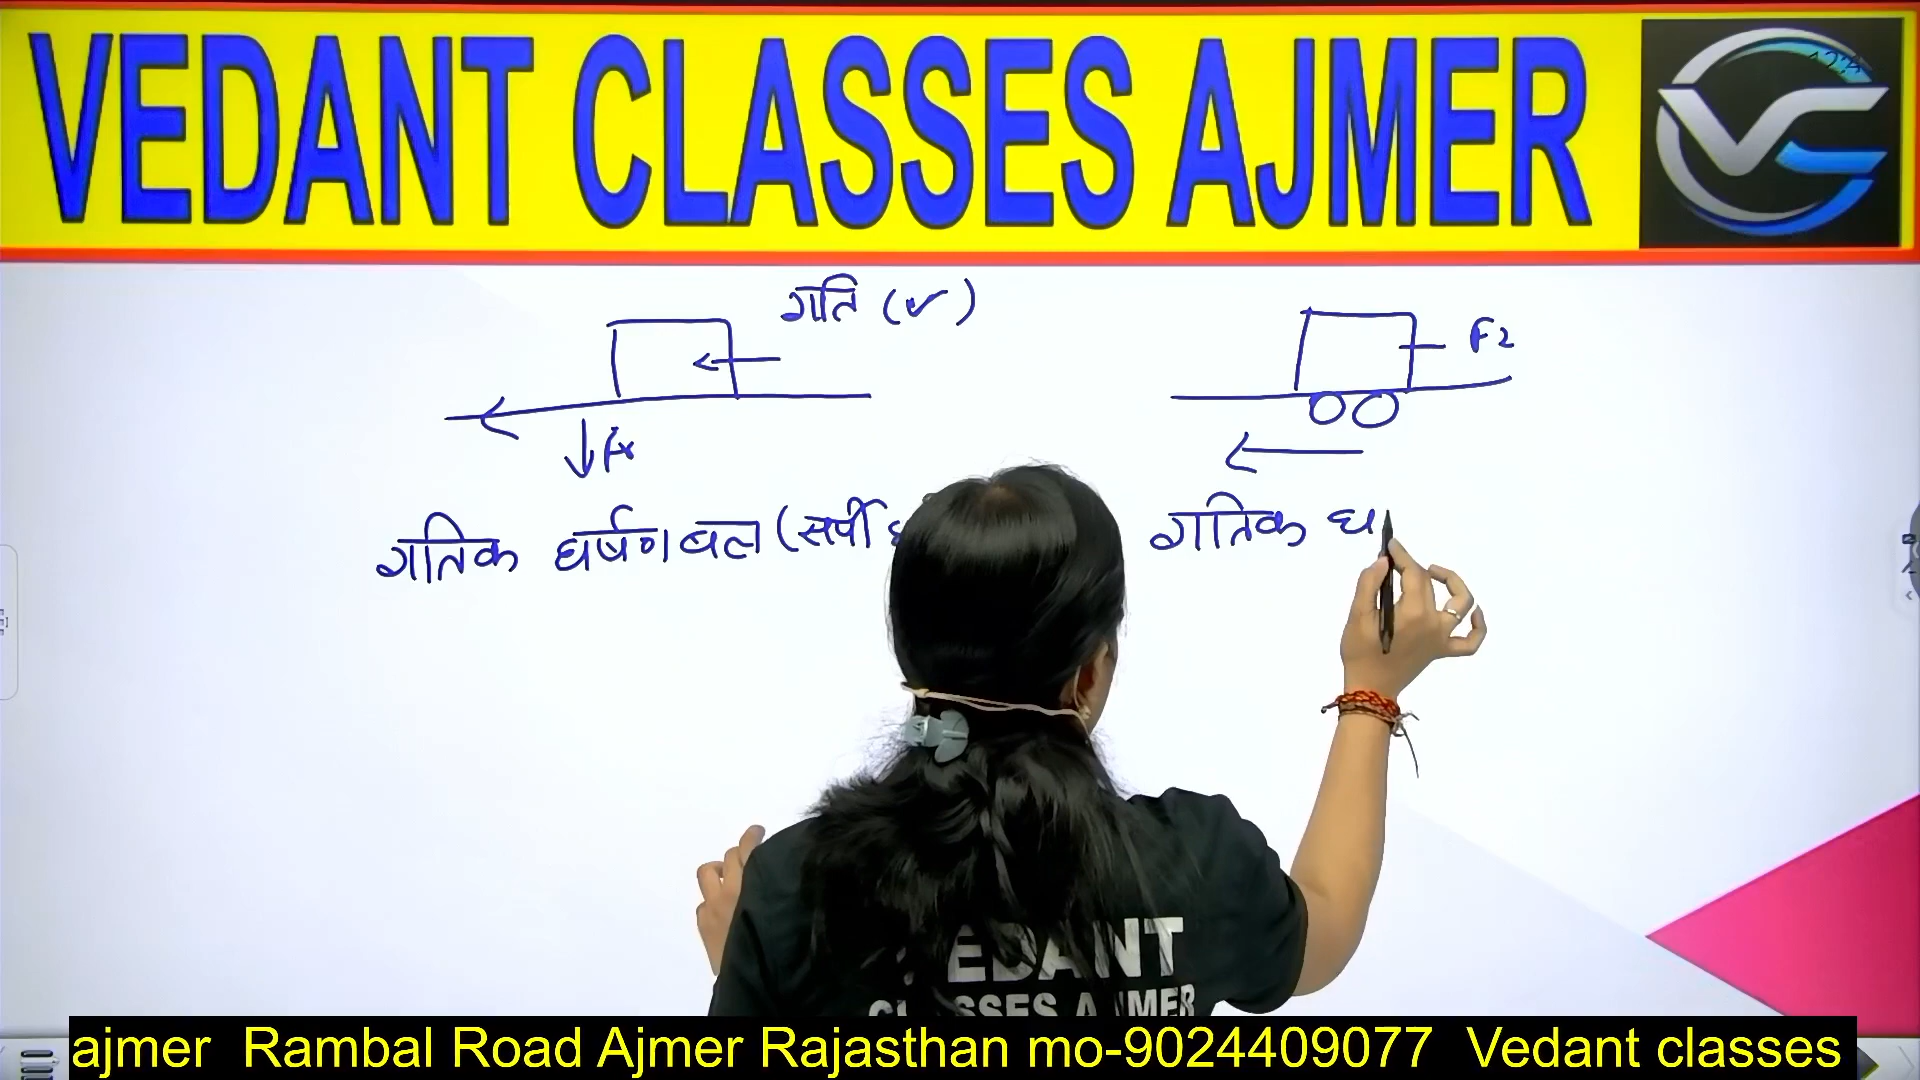 VEDANT CLASSES AJMER
VC
गति (v)
F2
गतिक घर्षण बल (सर्पी
गतिक घ
VEDANT
CLASSES AJMER
ajmer Rambal Road Ajmer Rajasthan mo-9024409077 Vedant classes